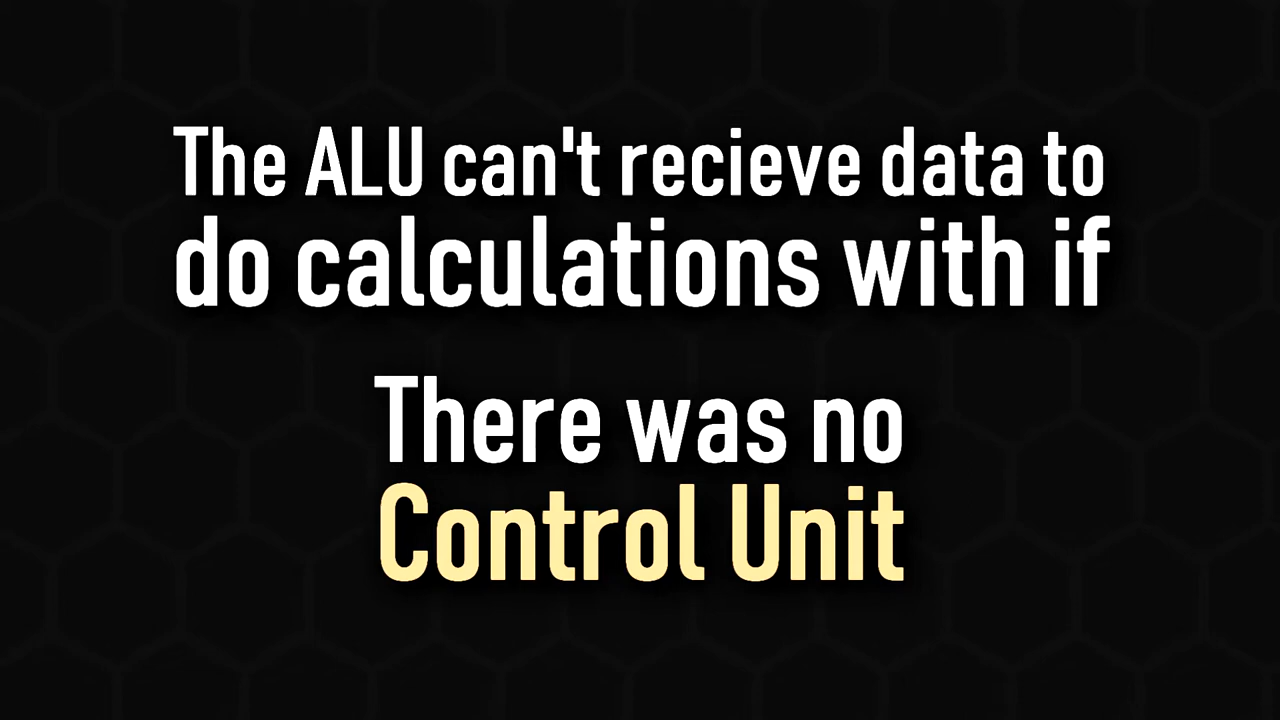 The ALU can't recieve data to
do calculations with if
There was no
Control Unit